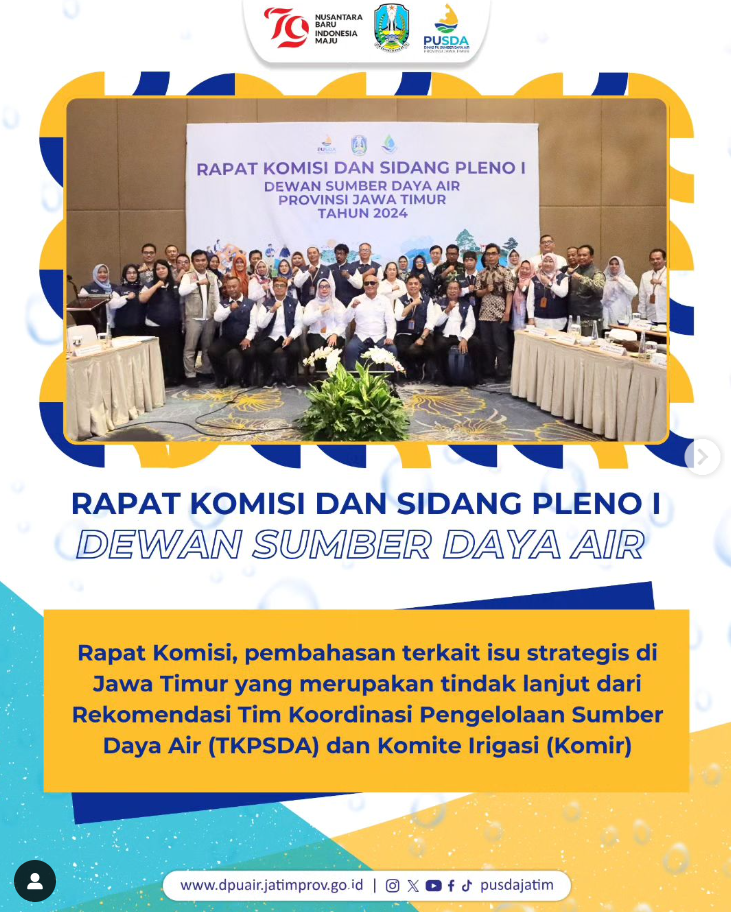 79
NUSANTARA
BARU
INDONESIA
MAJU
PUSDA
PUSDA
RAPAT KOMISI DAN SIDANG PLENO I
DEWAN SUMBER DAYA AIR
PROVINSI JAWA TIMUR
TAHUN 2024
RAPAT KOMISI DAN SIDANG PLENO I
DEWAN SUMBER DAYA AIR
Rapat Komisi, pembahasan terkait isu strategis di
Jawa Timur yang merupakan tindak lanjut dari
Rekomendasi Tim Koordinasi Pengelolaan Sumber
Daya Air (TKPSDA) dan Komite Irigasi (Komir)
www.dpuair.jatimprov.go.id | pusdajatim